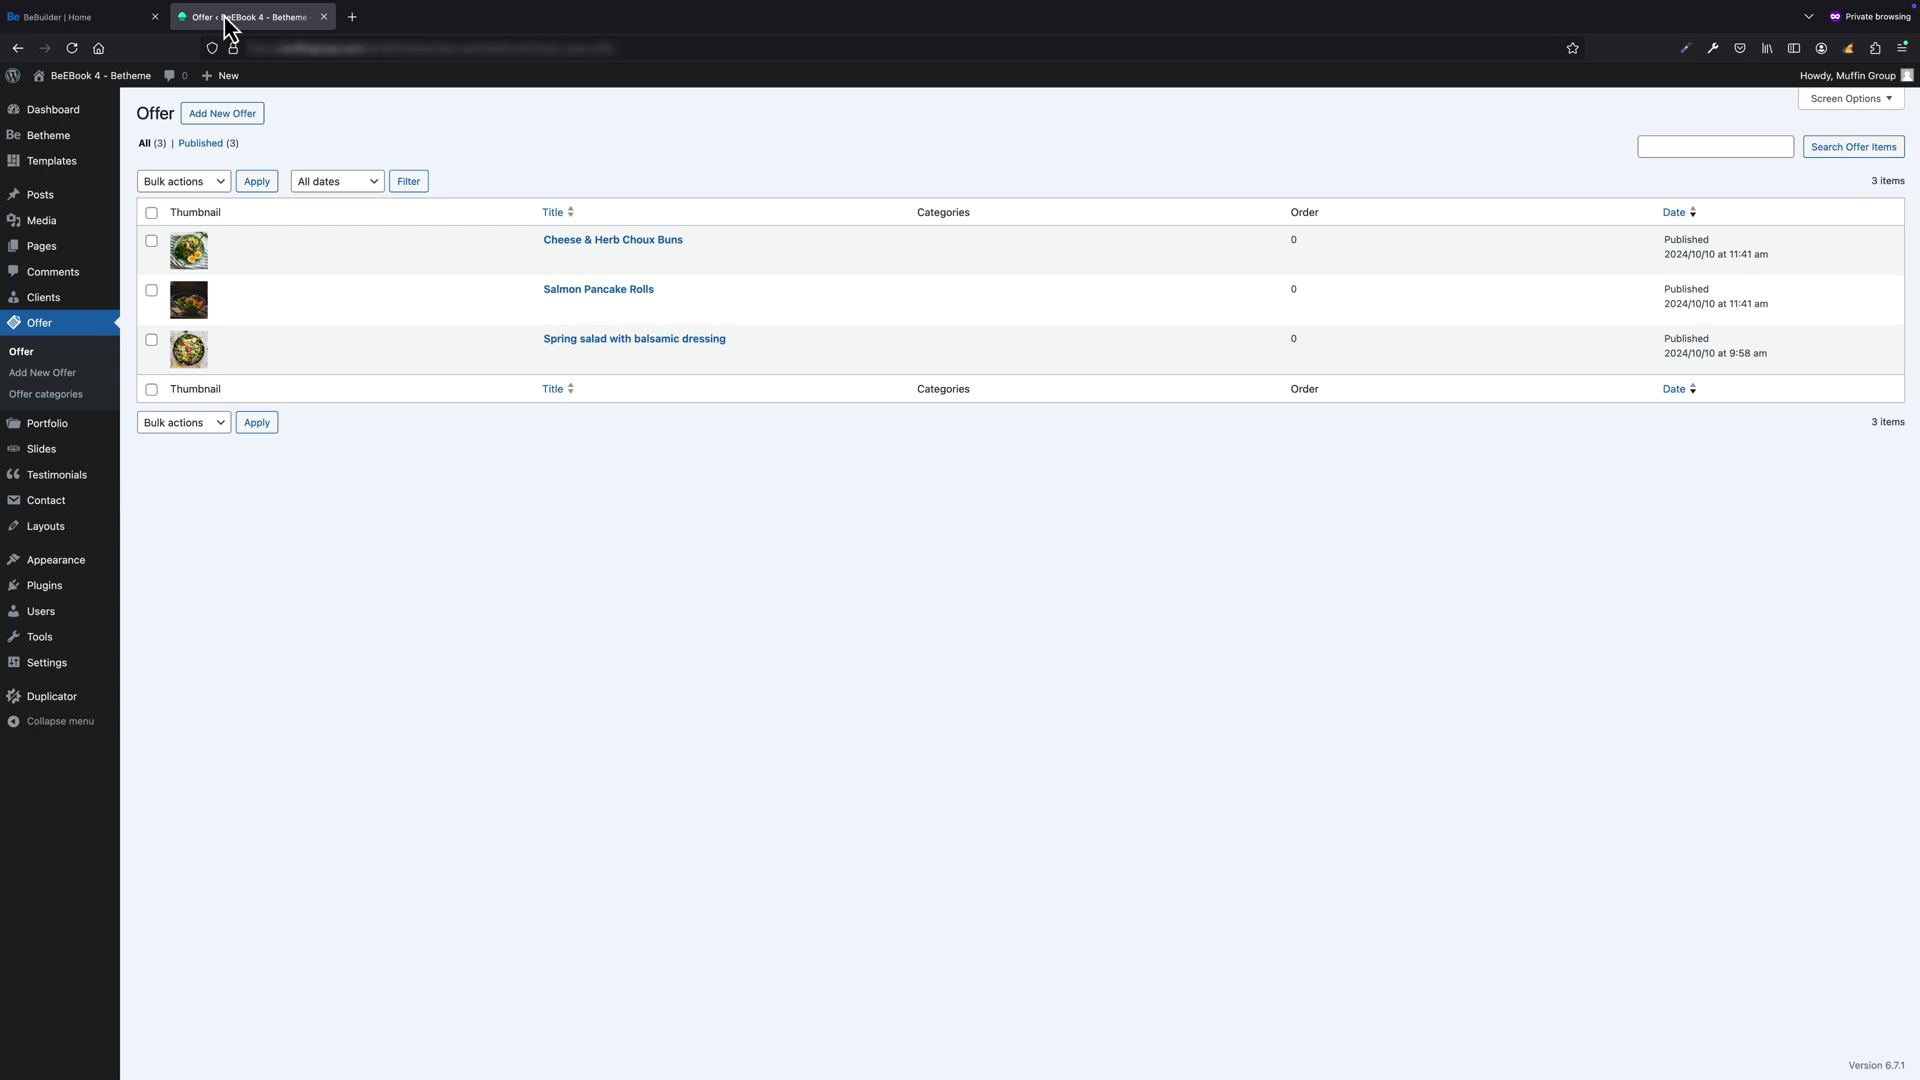 Be BeBuilder | Home
Offer ‹ BeEBook 4 - Betheme
Private browsing
BeEBook 4 - Betheme 0 New
Howdy, Muffin Group
Screen Options
Dashboard
Be Betheme
Templates
Posts
Media
Pages
Comments
Clients
Offer
Offer
Add New Offer
Offer categories
Portfolio
Slides
Testimonials
Contact
Layouts
Appearance
Plugins
Users
Tools
Settings
Duplicator
Collapse menu
Offer Add New Offer
All (3) | Published (3)
Search Offer Items
Bulk actions Apply All dates Filter
3 items
Thumbnail Title Categories Order Date
Cheese & Herb Choux Buns 0 Published
2024/10/10 at 11:41 am
Salmon Pancake Rolls 0 Published
2024/10/10 at 11:41 am
Spring salad with balsamic dressing 0 Published
2024/10/10 at 9:58 am
Thumbnail Title Categories Order Date
Bulk actions Apply
3 items
Version 6.7.1